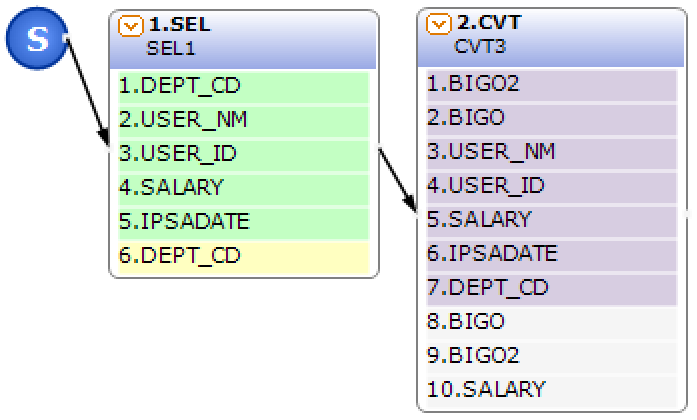 S
1.SEL
SEL1
1.DEPT_CD
2.USER_NM
3.USER_ID
4.SALARY
5.IPSADATE
6.DEPT_CD
2.CVT
CVT3
1.BIGO2
2.BIGO
3.USER_NM
4.USER_ID
5.SALARY
6.IPSADATE
7.DEPT_CD
8.BIGO
9.BIGO2
10.SALARY